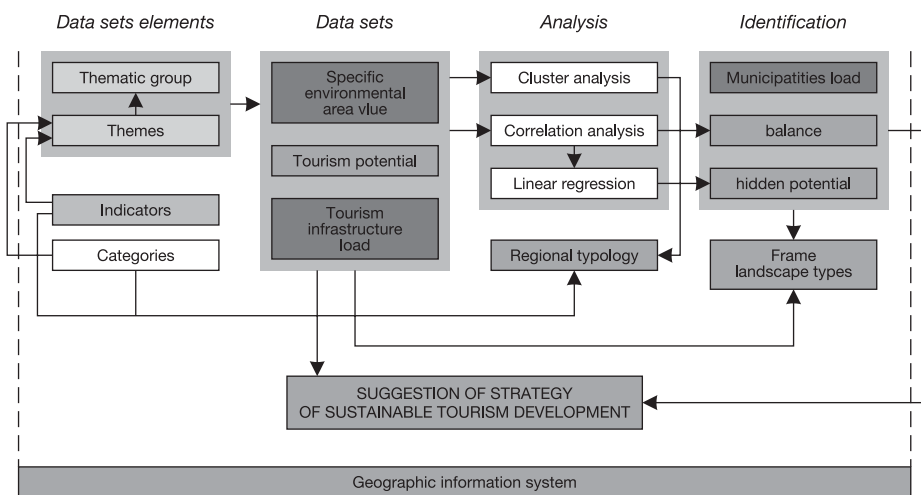 Data sets elements
Data sets
Analysis
Identification
Thematic group
Themes
Indicators
Categories
Specific
environmental
area vlue
Tourism potential
Tourism
infrastructure
load
Cluster analysis
Correlation analysis
Linear regression
Regional typology
Municipatities load
balance
hidden potential
Frame
landscape types
SUGGESTION OF STRATEGY
OF SUSTAINABLE TOURISM DEVELOPMENT
Geographic information system